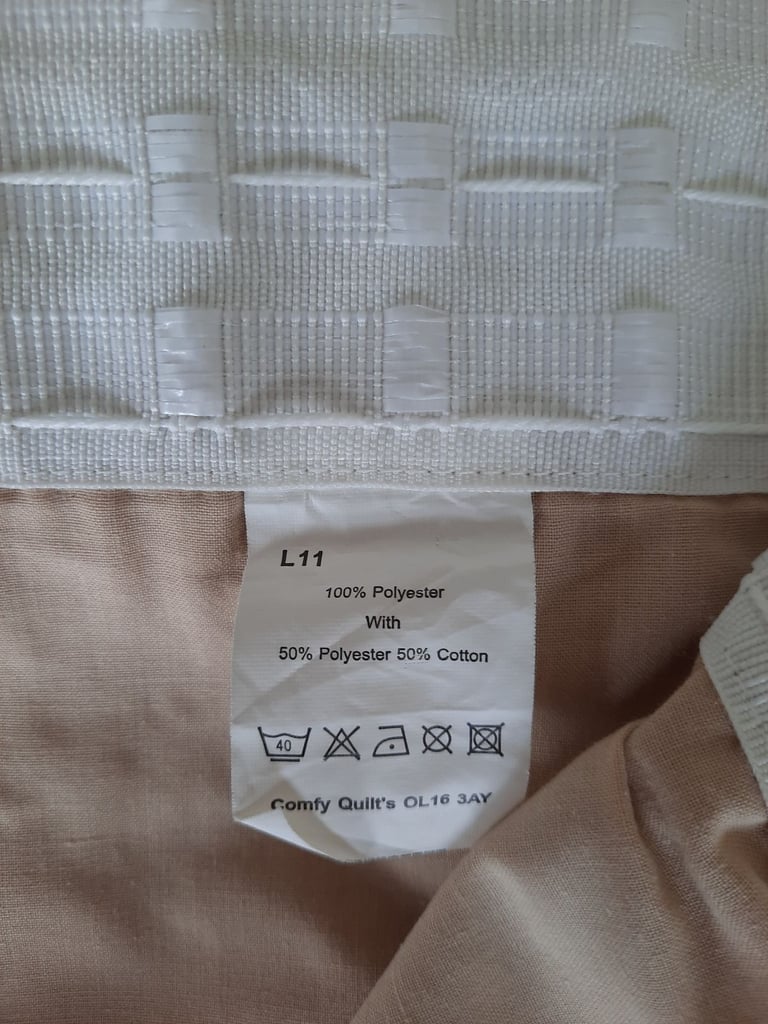 L11
100% Polyester
With
50% Polyester 50% Cotton
40
Comfy Quilt's OL16 3AY